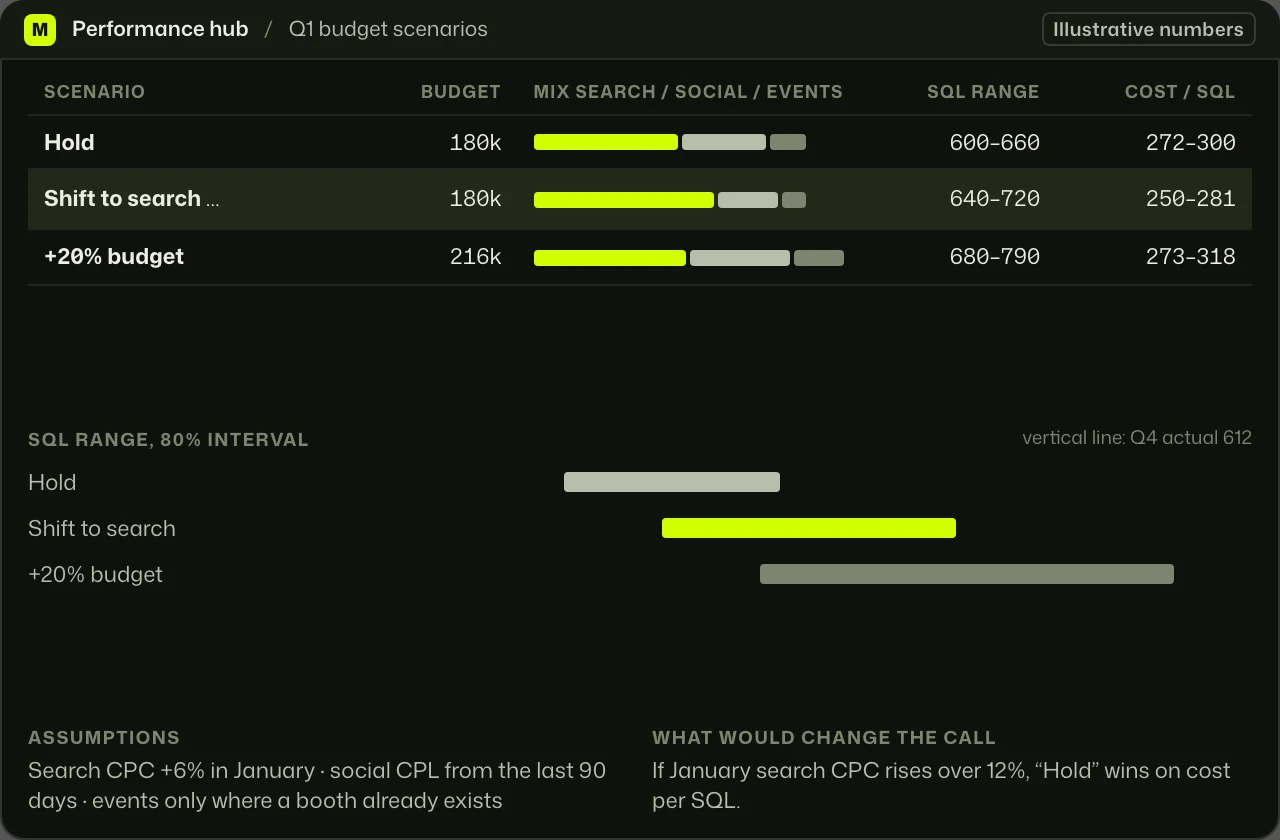 M Performance hub / Q1 budget scenarios Illustrative numbers
SCENARIO BUDGET MIX SEARCH / SOCIAL / EVENTS SQL RANGE COST / SQL
Hold 180k 600–660 272–300
Shift to search ... 180k 640–720 250–281
+20% budget 216k 680–790 273–318
SQL RANGE, 80% INTERVAL vertical line: Q4 actual 612
Hold
Shift to search
+20% budget
ASSUMPTIONS
Search CPC +6% in January · social CPL from the last 90
days · events only where a booth already exists
WHAT WOULD CHANGE THE CALL
If January search CPC rises over 12%, “Hold” wins on cost
per SQL.